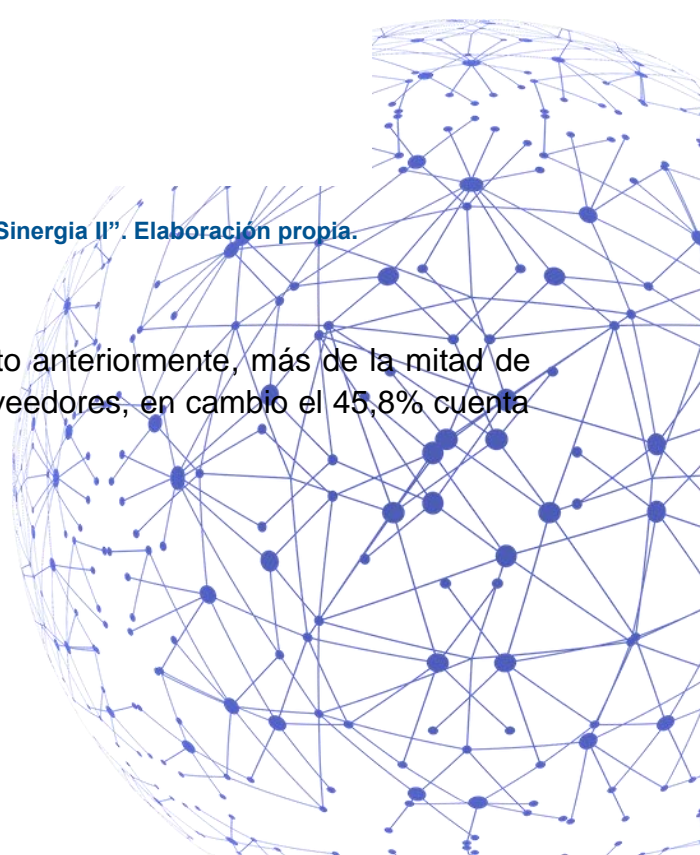 Sinergia II”. Elaboración propia.
to anteriormente, más de la mitad de
veedores, en cambio el 45,8% cuenta